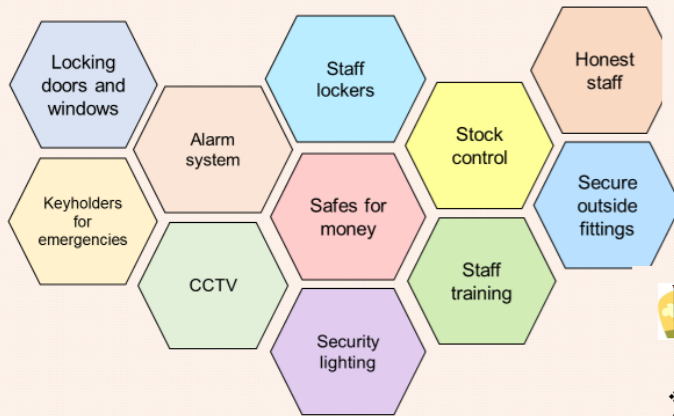 Locking
doors and
windows
Alarm
system
Staff
lockers
Stock
control
Honest
staff
Keyholders
for
emergencies
CCTV
Safes for
money
Staff
training
Secure
outside
fittings
Security
lighting